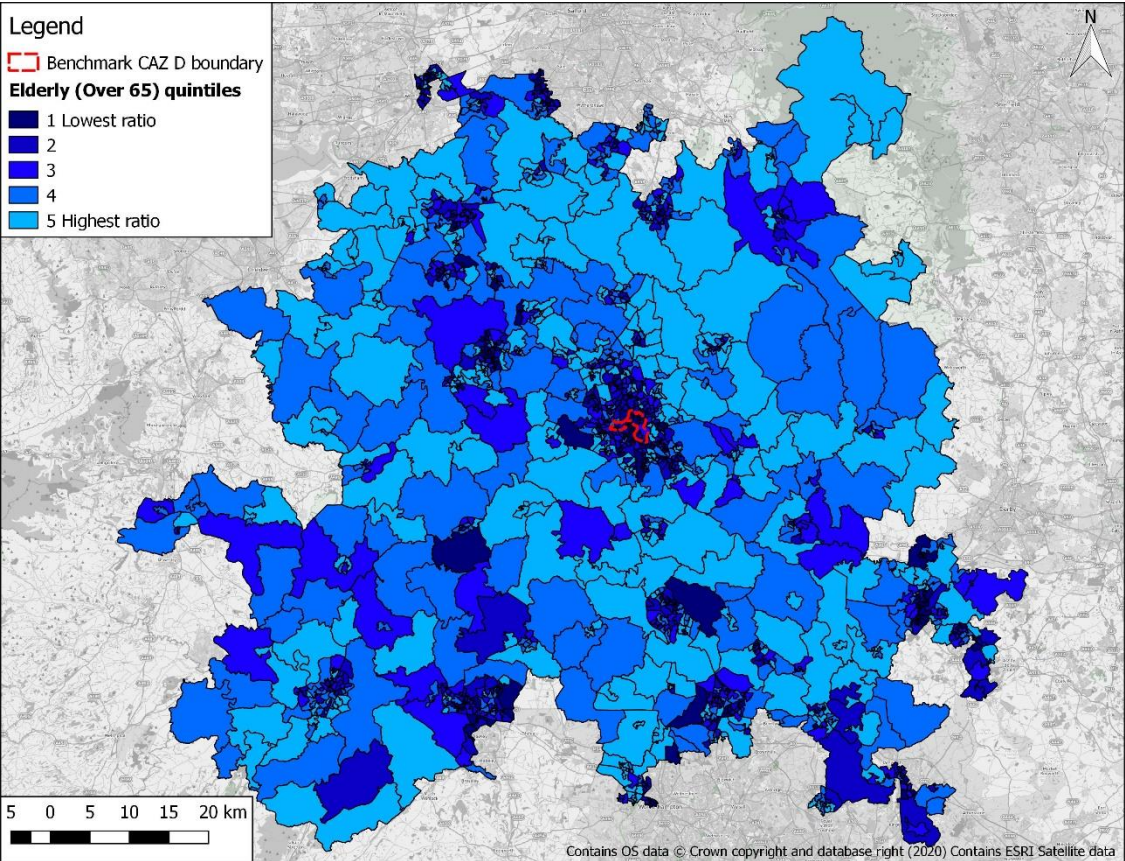 Legend
Benchmark CAZ D boundary
Elderly (Over 65) quintiles
1 Lowest ratio
2
3
4
5 Highest ratio
N
5 0 5 10 15 20 km
Contains OS data © Crown copyright and database right (2020) Contains ESRI Satellite data